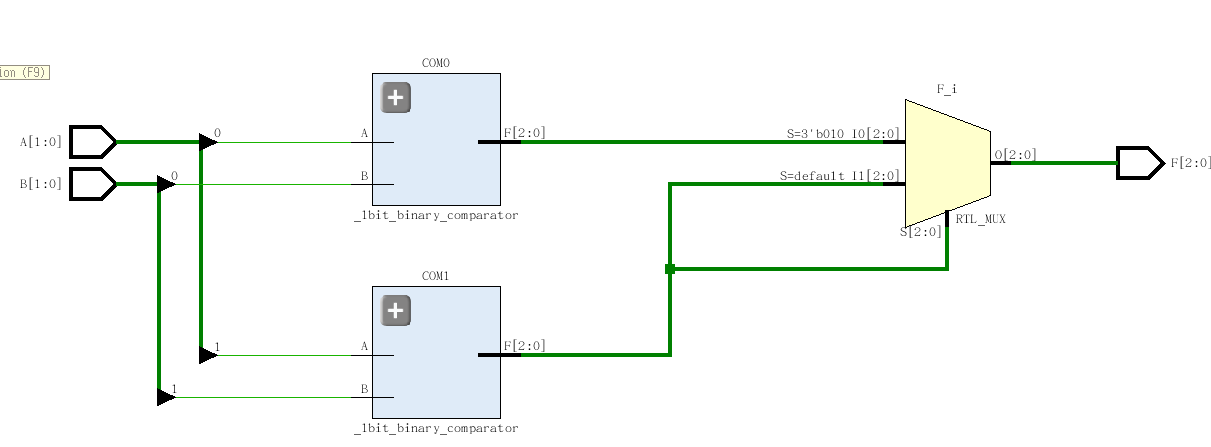 ion (F9)
COM0
A
B
F[2:0]
_1bit_binary_comparator
A[1:0]
B[1:0]
0
0
1
1
COM1
A
B
F[2:0]
_1bit_binary_comparator
F_i
S=3'b010 I0[2:0]
S=default I1[2:0]
S[2:0]
O[2:0]
RTL_MUX
F[2:0]